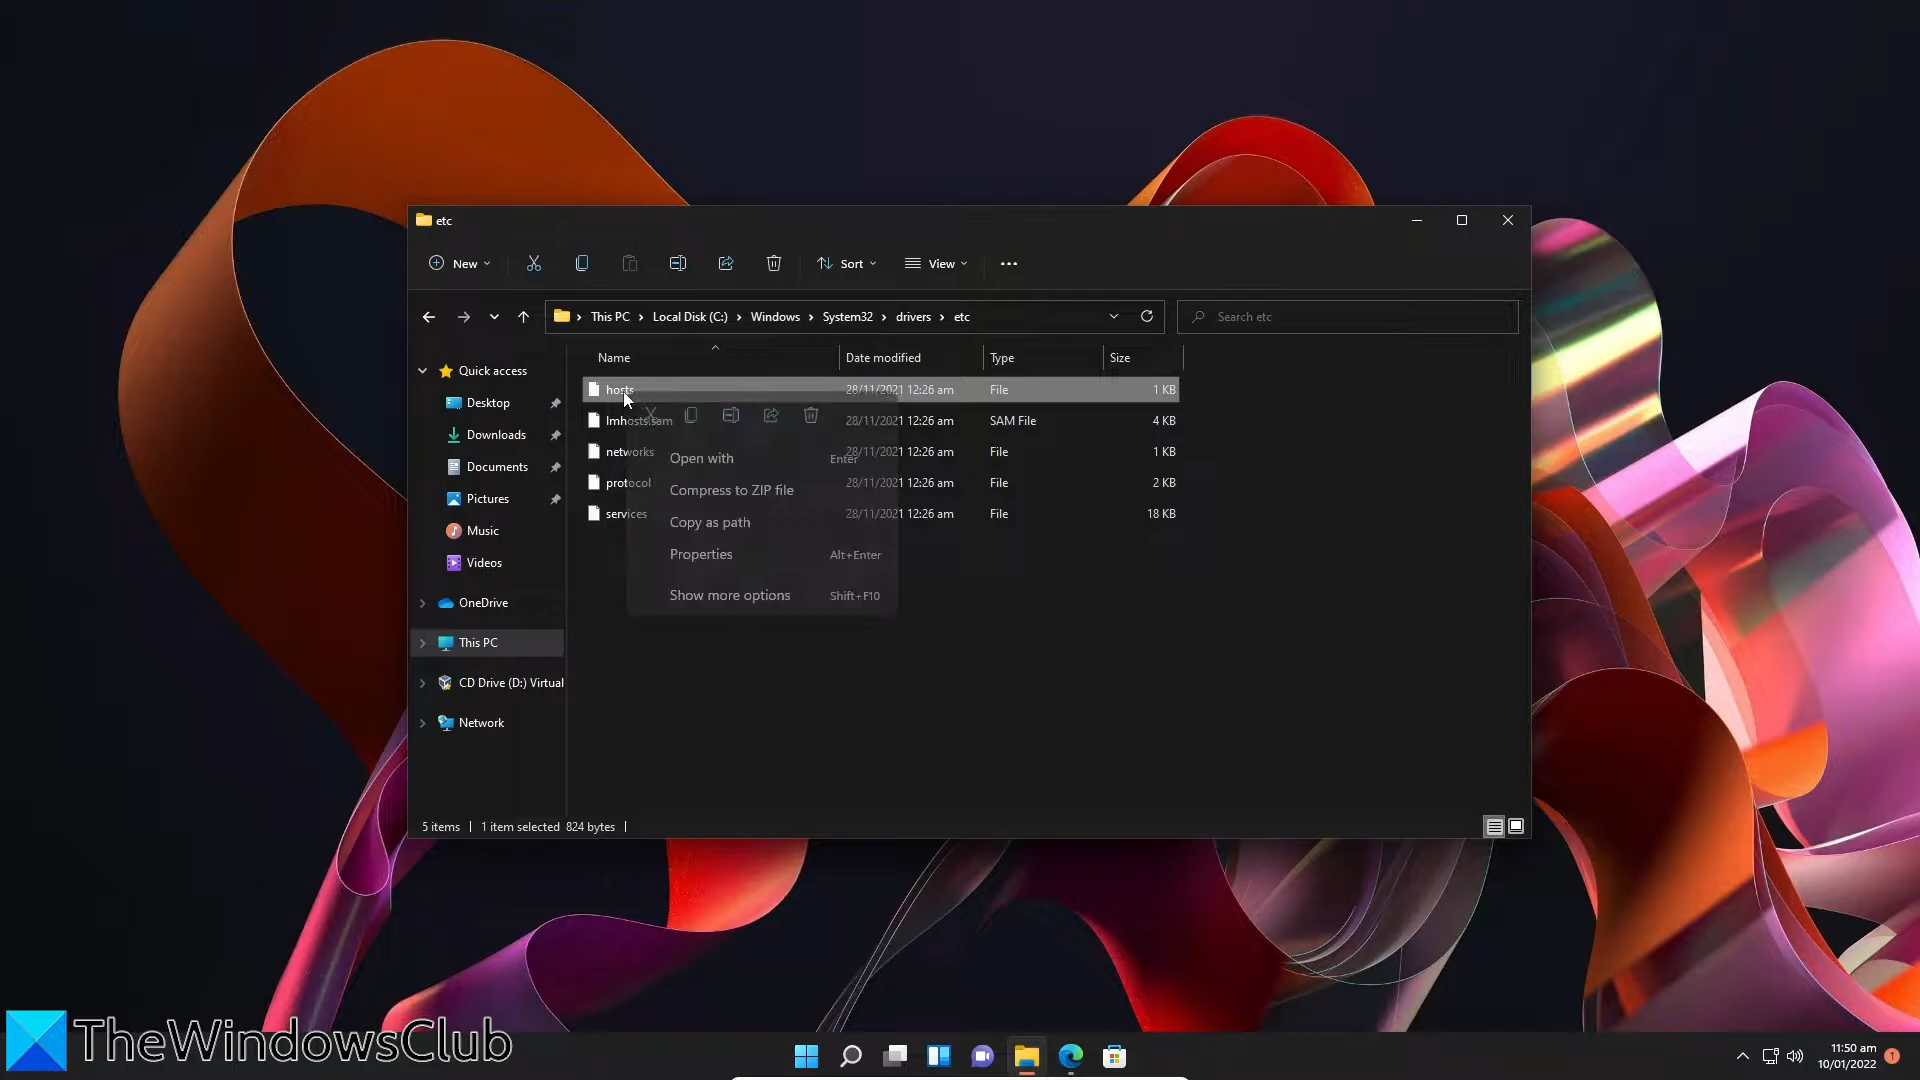 etc
New
Sort
View
This PC
Local Disk (C:)
Windows
System32
drivers
etc
Search etc
Name
Date modified
Type
Size
Quick access
Desktop
Downloads
Documents
Pictures
Music
Videos
OneDrive
This PC
CD Drive (D:) Virtual
Network
hosts 28/11/2021 12:26 am File 1 KB
lmhosts.sam 28/11/2021 12:26 am SAM File 4 KB
networks 28/11/2021 12:26 am File 1 KB
protocol 28/11/2021 12:26 am File 2 KB
services 28/11/2021 12:26 am File 18 KB
Open with Enter
Compress to ZIP file
Copy as path
Properties Alt+Enter
Show more options Shift+F10
5 items 1 item selected 824 bytes
TheWindowsClub
11:50 am
10/01/2022
1